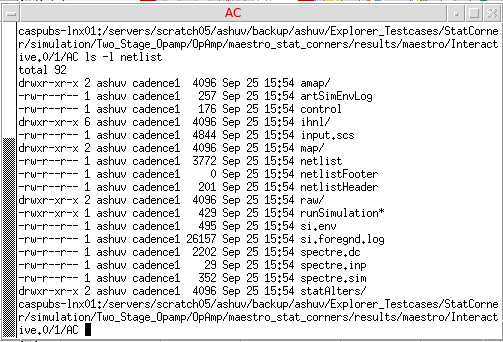 AC
caspubs-lnx01:/servers/scratch05/ashuv/backup/ashuv/Explorer_Testcases/StatCorne
r/simulation/Two_Stage_Opamp/OpAmp/maestro_stat_corners/results/maestro/Interact
ive.0/1/AC ls -l netlist
total 92
drwxr-xr-x 2 ashuv cadence1 4096 Sep 25 15:54 amap/
-rw-r--r-- 1 ashuv cadence1 257 Sep 25 15:54 artSimEnvLog
-rw-r--r-- 1 ashuv cadence1 176 Sep 25 15:54 control
drwxr-xr-x 6 ashuv cadence1 4096 Sep 25 15:54 ihnl/
-rw-r--r-- 1 ashuv cadence1 4844 Sep 25 15:54 input.scs
drwxr-xr-x 2 ashuv cadence1 4096 Sep 25 15:54 map/
-rw-r--r-- 1 ashuv cadence1 3772 Sep 25 15:54 netlist
-rw-r--r-- 1 ashuv cadence1 0 Sep 25 15:54 netlistFooter
-rw-r--r-- 1 ashuv cadence1 201 Sep 25 15:54 netlistHeader
drwxr-xr-x 2 ashuv cadence1 4096 Sep 25 15:54 raw/
-rwxr-xr-x 1 ashuv cadence1 429 Sep 25 15:54 runSimulation*
-rw-r--r-- 1 ashuv cadence1 495 Sep 25 15:54 si.env
-rw-r--r-- 1 ashuv cadence1 26157 Sep 25 15:54 si.foregnd.log
-rw-r--r-- 1 ashuv cadence1 2202 Sep 25 15:54 spectre.dc
-rw-r--r-- 1 ashuv cadence1 29 Sep 25 15:54 spectre.inp
-rw-r--r-- 1 ashuv cadence1 352 Sep 25 15:54 spectre.sim
drwxr-xr-x 2 ashuv cadence1 4096 Sep 25 15:54 statAlters/
caspubs-lnx01:/servers/scratch05/ashuv/backup/ashuv/Explorer_Testcases/StatCorne
r/simulation/Two_Stage_Opamp/OpAmp/maestro_stat_corners/results/maestro/Interact
ive.0/1/AC